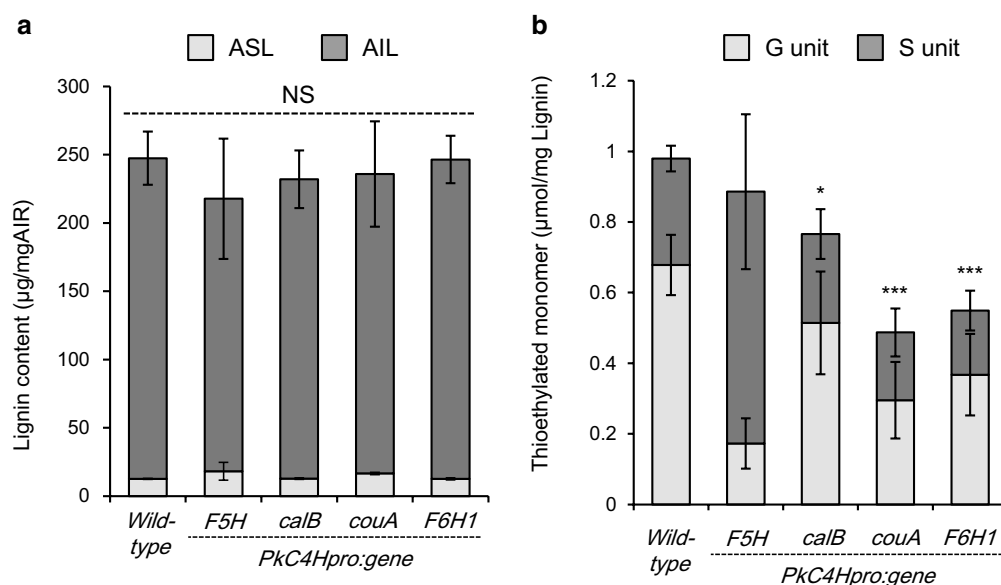 a
ASL AIL
Lignin content (µg/mgAIR)
300
250
200
150
100
50
0
NS
Wild-
type
F5H calB couA F6H1
PkC4Hpro:gene
b
G unit S unit
Thioethylated monomer (µmol/mg Lignin)
1.2
1
0.8
0.6
0.4
0.2
0
*
***
***
Wild-
type
F5H calB couA F6H1
PkC4Hpro:gene